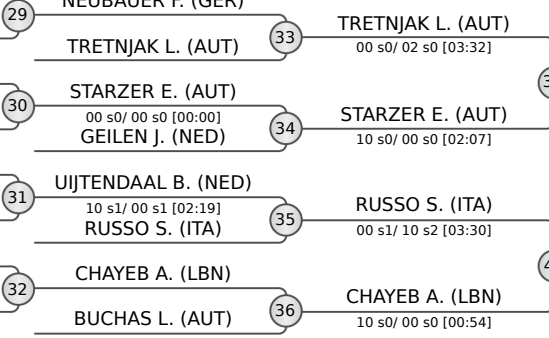 NEUBAUER F. (GER)
29
TRETNJAK L. (AUT)
33
TRETNJAK L. (AUT)
00 s0/ 02 s0 [03:32]
STARZER E. (AUT)
30
00 s0/ 00 s0 [00:00]
GEILEN J. (NED)
34
STARZER E. (AUT)
10 s0/ 00 s0 [02:07]
UIJTENDAAL B. (NED)
31
10 s1/ 00 s1 [02:19]
RUSSO S. (ITA)
35
RUSSO S. (ITA)
00 s1/ 10 s2 [03:30]
CHAYEB A. (LBN)
32
BUCHAS L. (AUT)
36
CHAYEB A. (LBN)
10 s0/ 00 s0 [00:54]